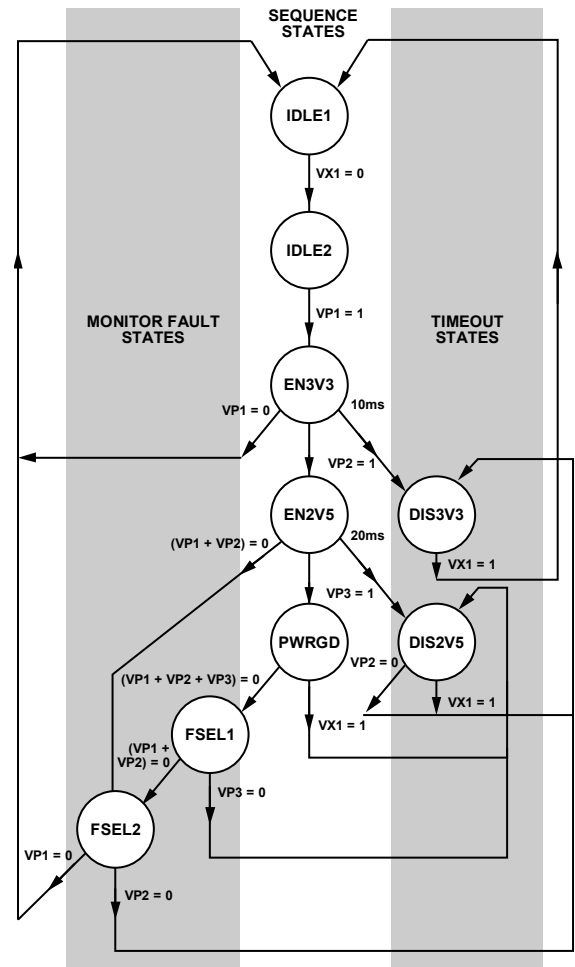 SEQUENCE
STATES
IDLE1
VX1 = 0
IDLE2
VP1 = 1
MONITOR FAULT
STATES
TIMEOUT
STATES
EN3V3
VP1 = 0
10ms
VP2 = 1
EN2V5
DIS3V3
(VP1 + VP2) = 0
20ms
VX1 = 1
VP3 = 1
PWRGD
DIS2V5
VP2 = 0
(VP1 + VP2 + VP3) = 0
VX1 = 1
VX1 = 1
FSEL1
(VP1 +
VP2) = 0
VP3 = 0
FSEL2
VP1 = 0
VP2 = 0